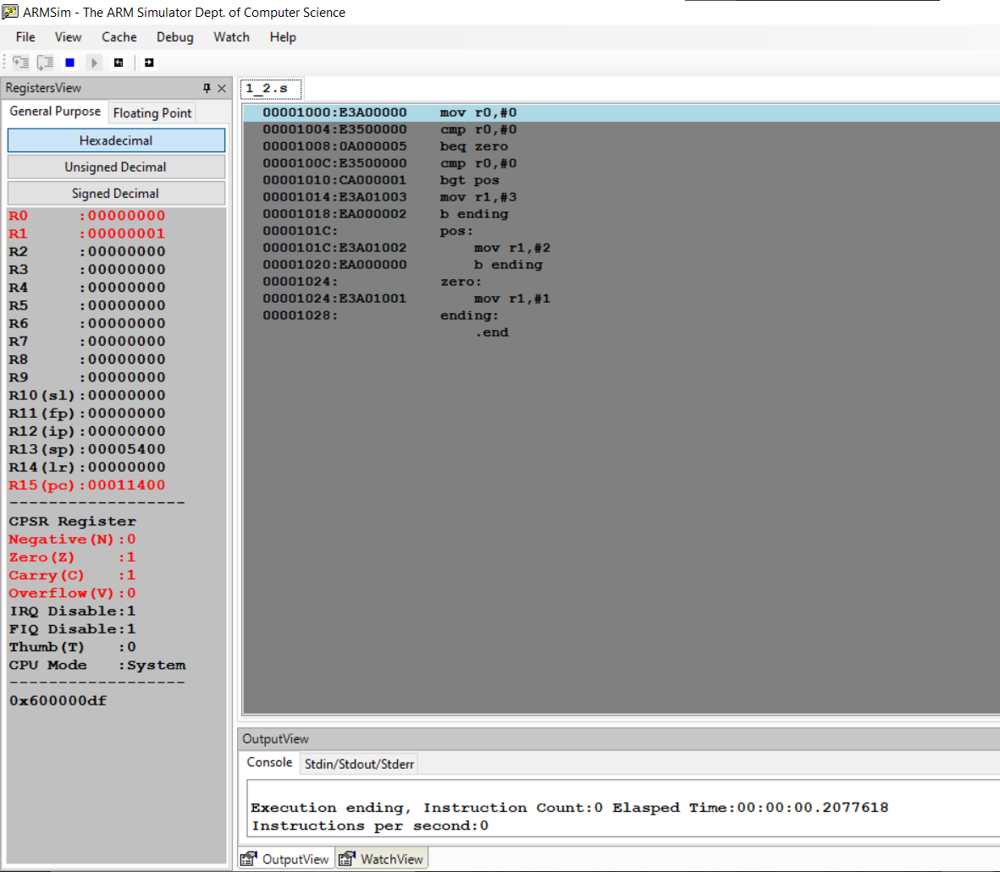 ARMSim - The ARM Simulator Dept. of Computer Science
File View Cache Debug Watch Help
RegistersView
General Purpose Floating Point
Hexadecimal
Unsigned Decimal
Signed Decimal
R0 :00000000
R1 :00000001
R2 :00000000
R3 :00000000
R4 :00000000
R5 :00000000
R6 :00000000
R7 :00000000
R8 :00000000
R9 :00000000
R10(sl):00000000
R11(fp):00000000
R12(ip):00000000
R13(sp):00005400
R14(lr):00000000
R15(pc):00011400
------------------
CPSR Register
Negative(N):0
Zero(Z) :1
Carry(C) :1
Overflow(V):0
IRQ Disable:1
FIQ Disable:1
Thumb(T) :0
CPU Mode :System
------------------
0x600000df
1_2.s
00001000:E3A00000 mov r0,#0
00001004:E3500000 cmp r0,#0
00001008:0A000005 beq zero
0000100C:E3500000 cmp r0,#0
00001010:CA000001 bgt pos
00001014:E3A01003 mov r1,#3
00001018:EA000002 b ending
0000101C: pos:
0000101C:E3A01002 mov r1,#2
00001020:EA000000 b ending
00001024: zero:
00001024:E3A01001 mov r1,#1
00001028: ending:
.end
OutputView
Console Stdin/Stdout/Stderr
Execution ending, Instruction Count:0 Elasped Time:00:00:00.2077618
Instructions per second:0
OutputView WatchView